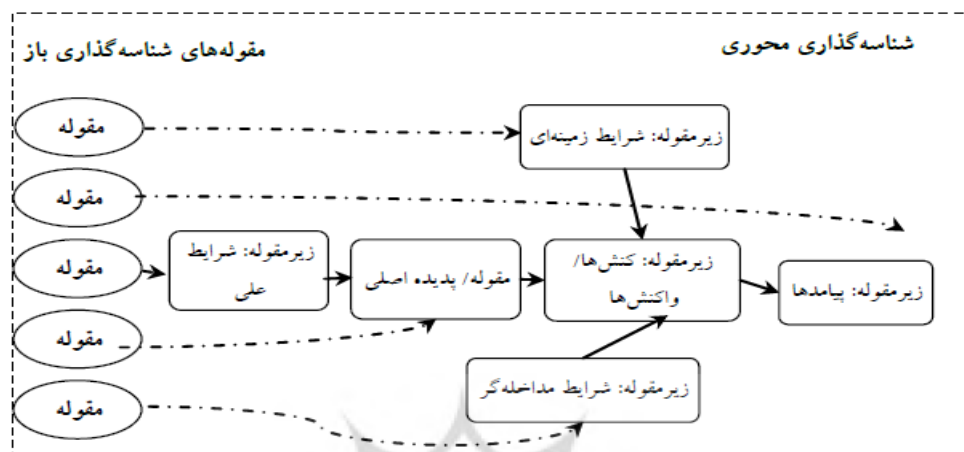 شناسه‌گذاری محوری
مقوله‌های شناسه‌گذاری باز
مقوله
زیرمقوله: شرایط زمینه‌ای
مقوله
مقوله
زیرمقوله: شرایط
علی
مقوله/ پدیده اصلی
زیرمقوله: کنش‌ها/
واکنش‌ها
زیرمقوله: پیامدها
مقوله
زیرمقوله: شرایط مداخله‌گر
مقوله